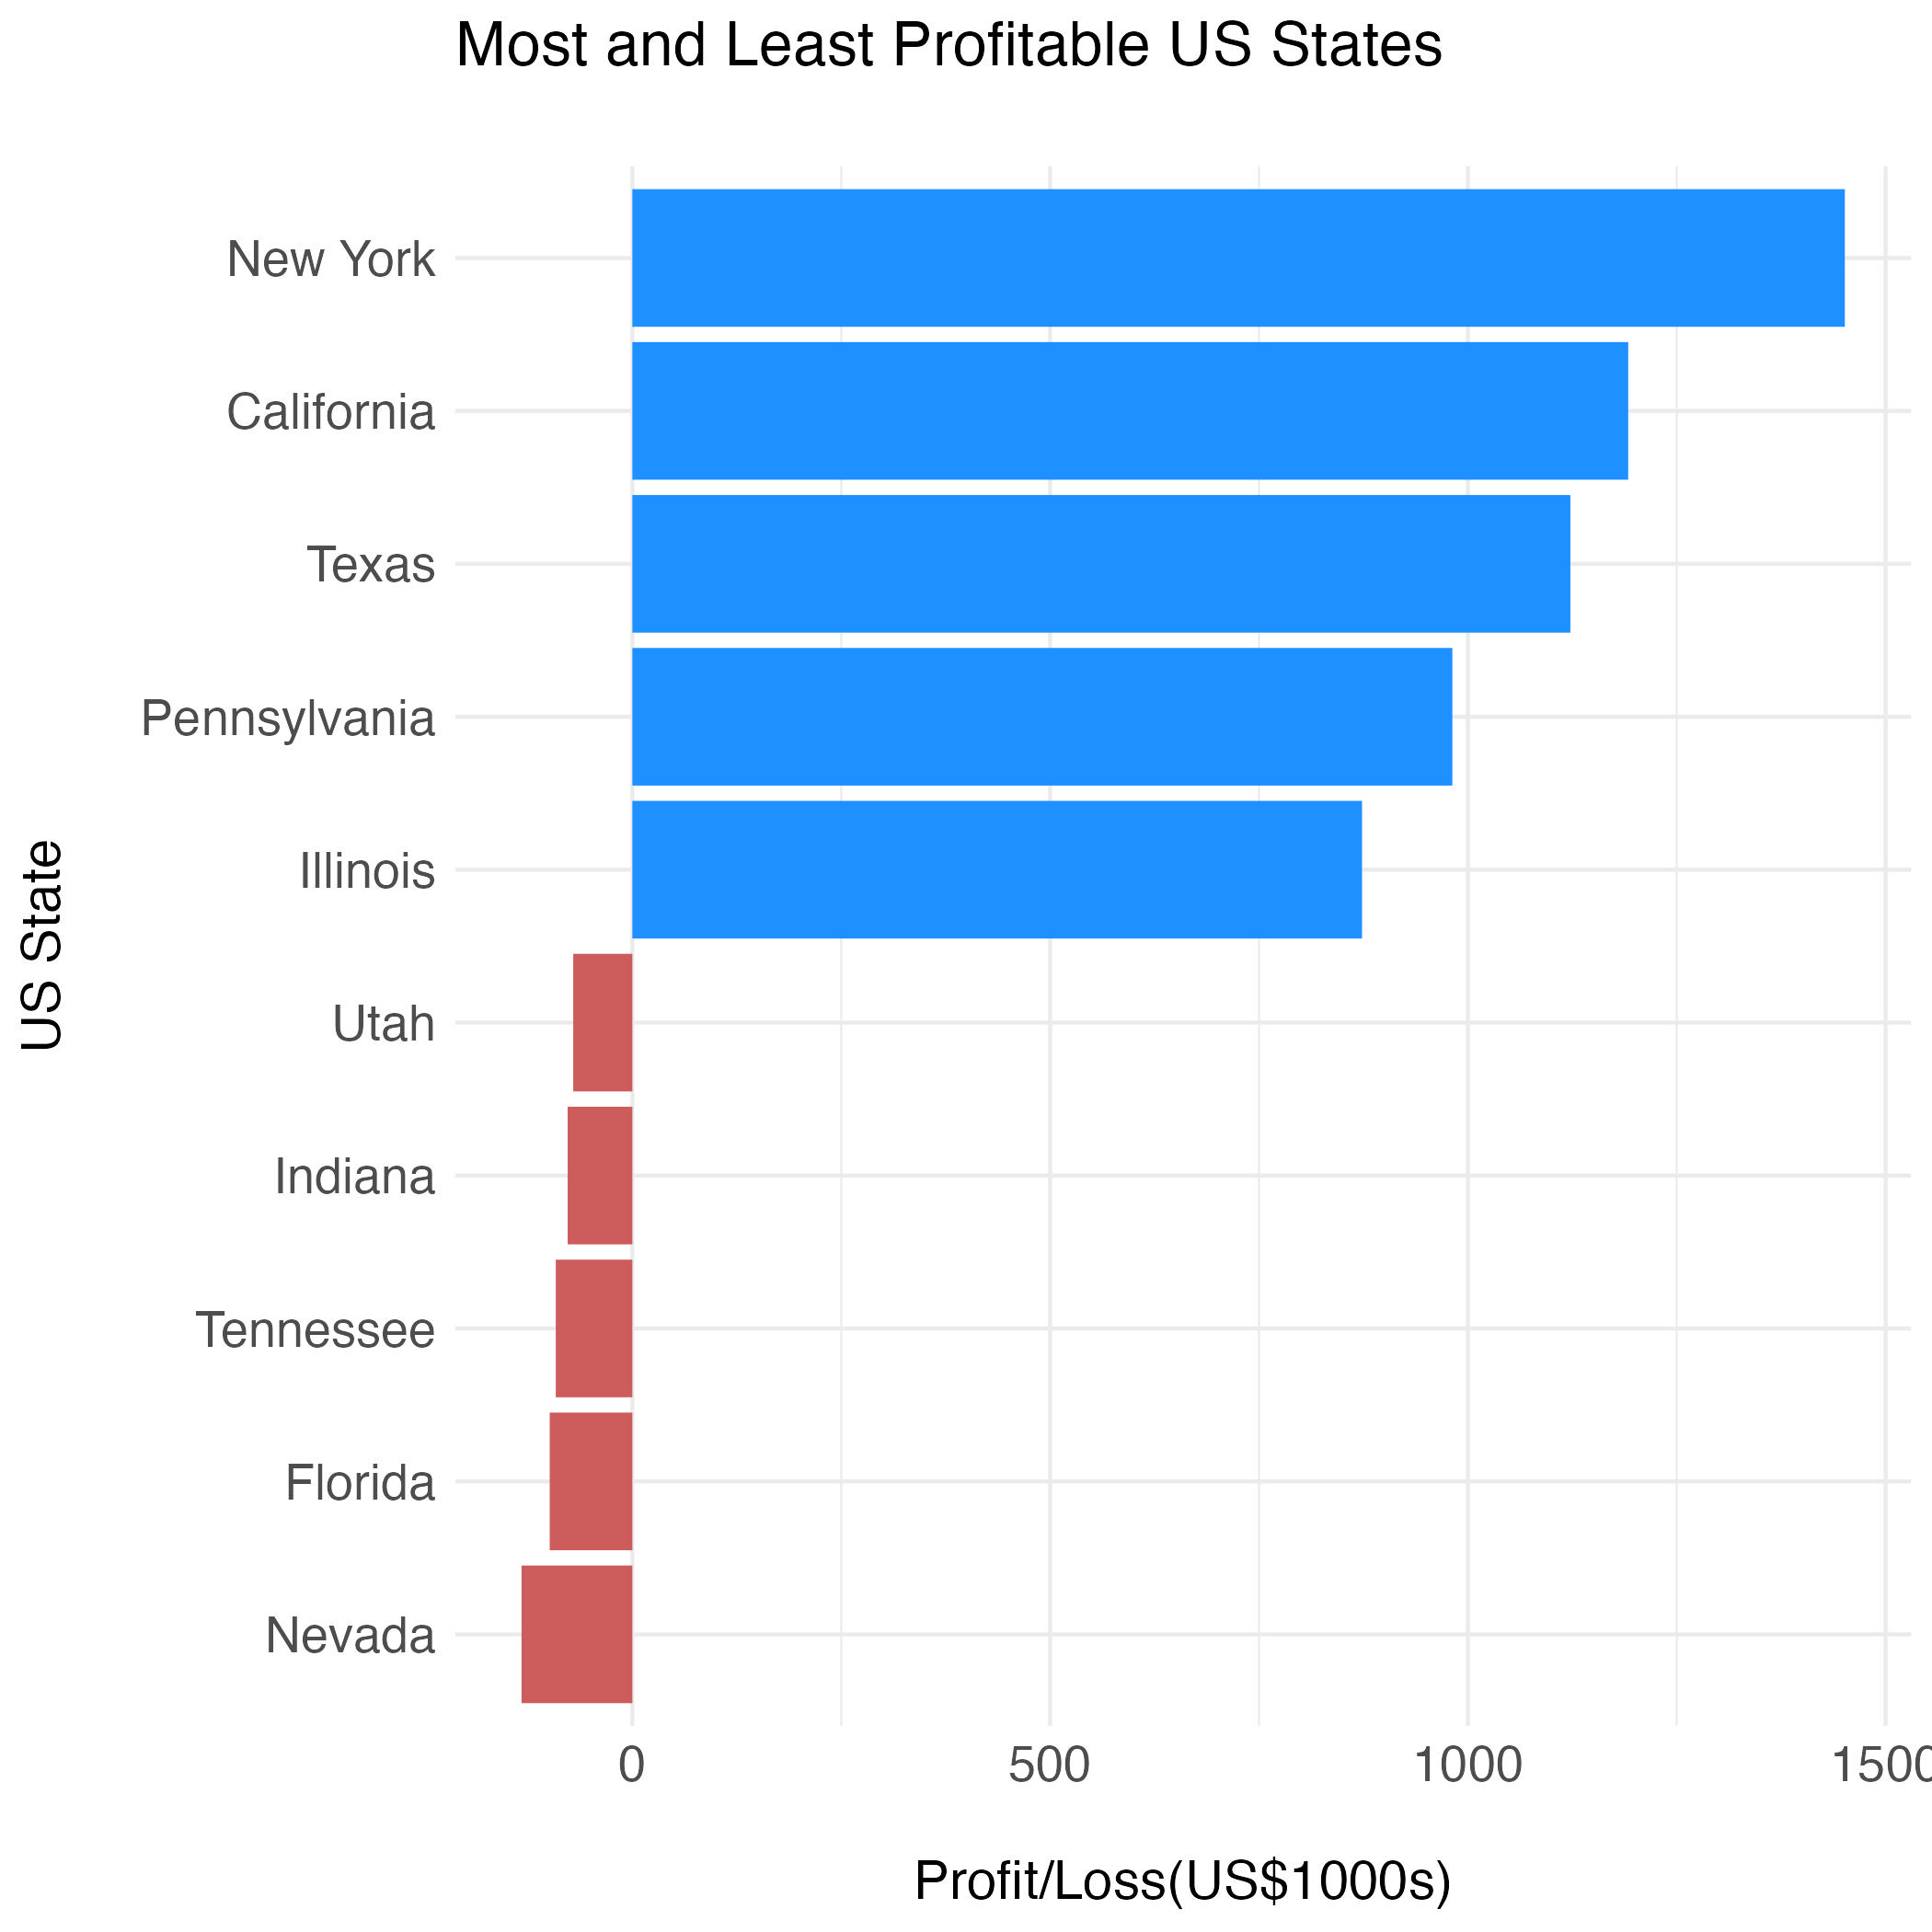 Most and Least Profitable US States
New York
California
Texas
Pennsylvania
Illinois
Utah
Indiana
Tennessee
Florida
Nevada
US State
0 500 1000 1500
Profit/Loss(US$1000s)